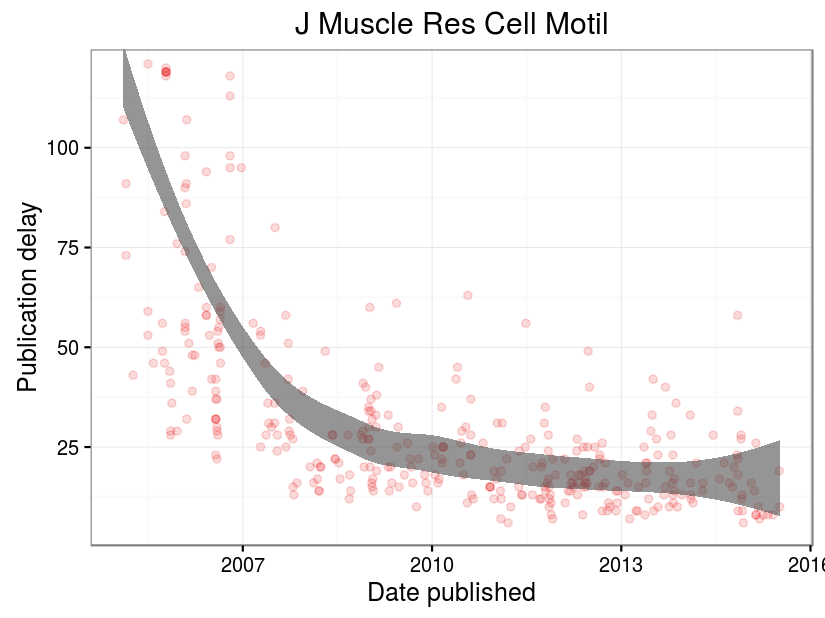 J Muscle Res Cell Motil
Publication delay
100
75
50
25
2007
2010
2013
2016
Date published